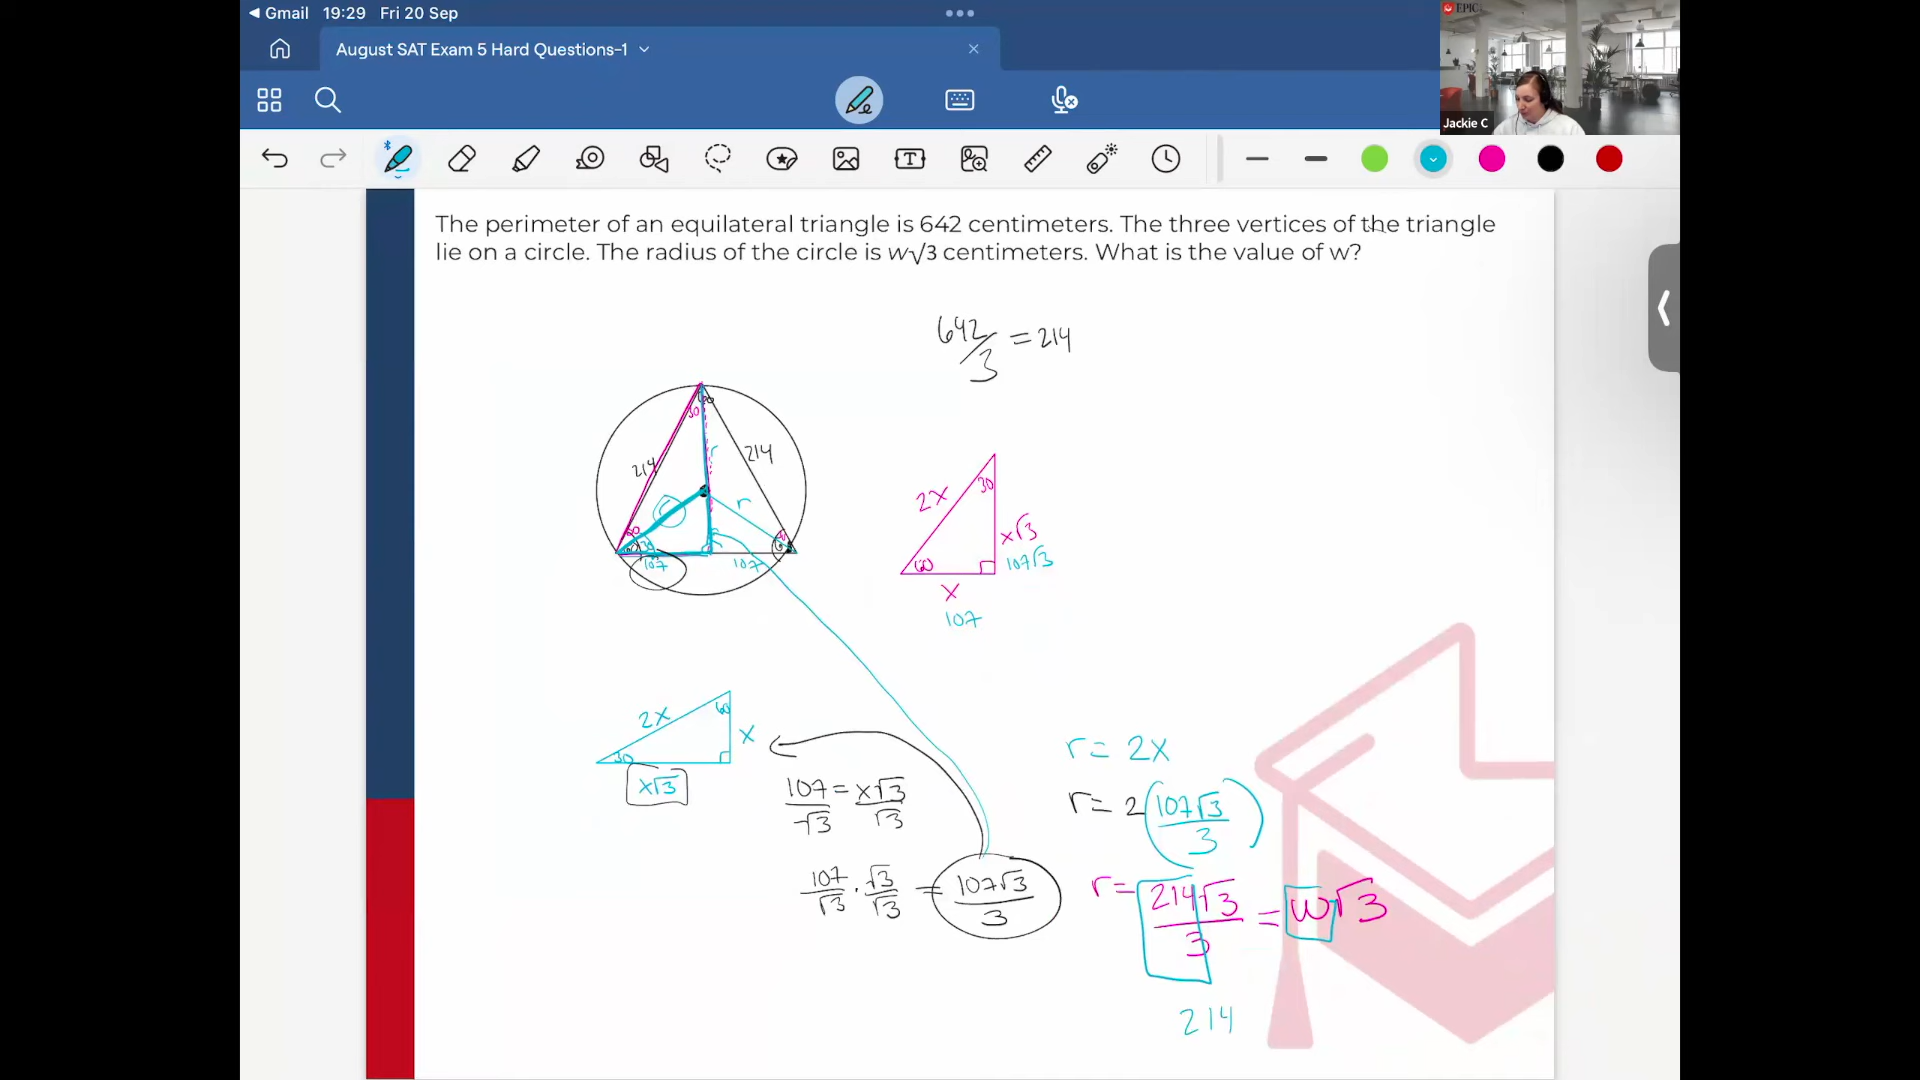 Gmail 19:29 Fri 20 Sep
EPIC
August SAT Exam 5 Hard Questions-1
Jackie C
The perimeter of an equilateral triangle is 642 centimeters. The three vertices of the triangle
lie on a circle. The radius of the circle is w√3 centimeters. What is the value of w?
642/3 = 214
60
30
214
r
214
r
r
60
30
107
107
2x
30
x√3
60
107√3
x
107
2x
60
x
30
x√3
107/√3 = x√3/√3
107/√3 · √3/√3 = 107√3/3
r = 2x
r = 2(107√3/3)
r = 214√3/3 = w√3
214